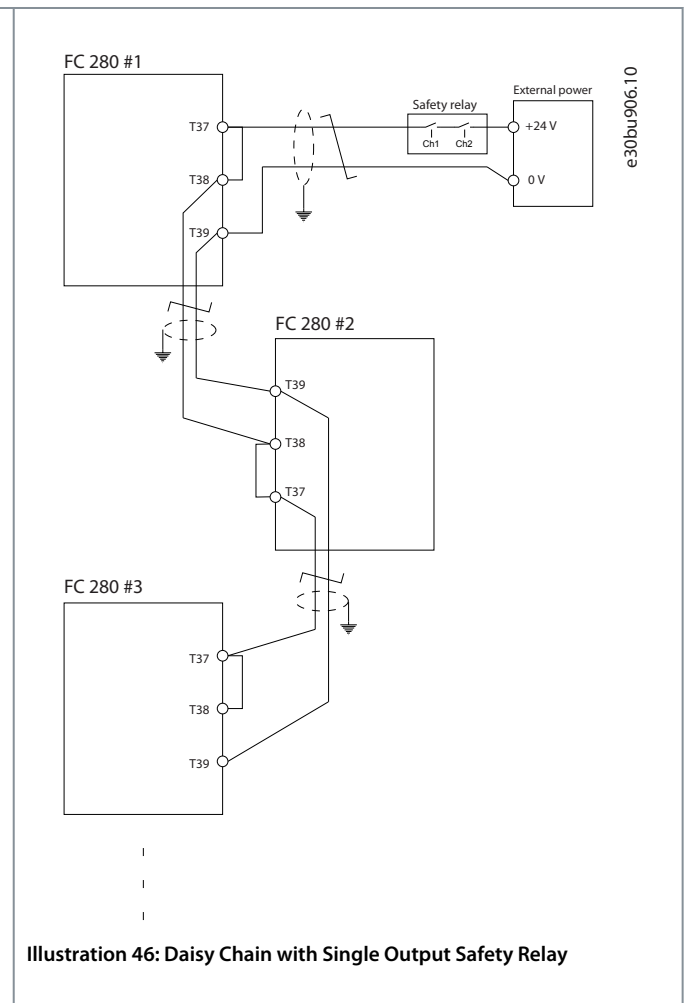 FC 280 #1
T37
T38
T39
Safety relay
Ch1 Ch2
External power
+24 V
0 V
e30bu906.10
FC 280 #2
T39
T38
T37
FC 280 #3
T37
T38
T39
Illustration 46: Daisy Chain with Single Output Safety Relay